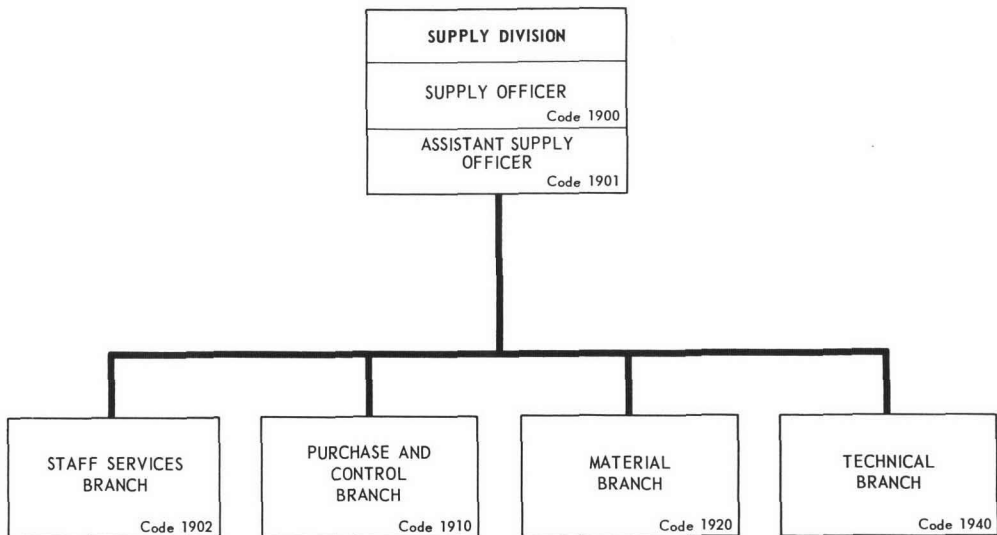 SUPPLY DIVISION
SUPPLY OFFICER
Code 1900
ASSISTANT SUPPLY
OFFICER
Code 1901
STAFF SERVICES
BRANCH
Code 1902
PURCHASE AND
CONTROL
BRANCH
Code 1910
MATERIAL
BRANCH
Code 1920
TECHNICAL
BRANCH
Code 1940